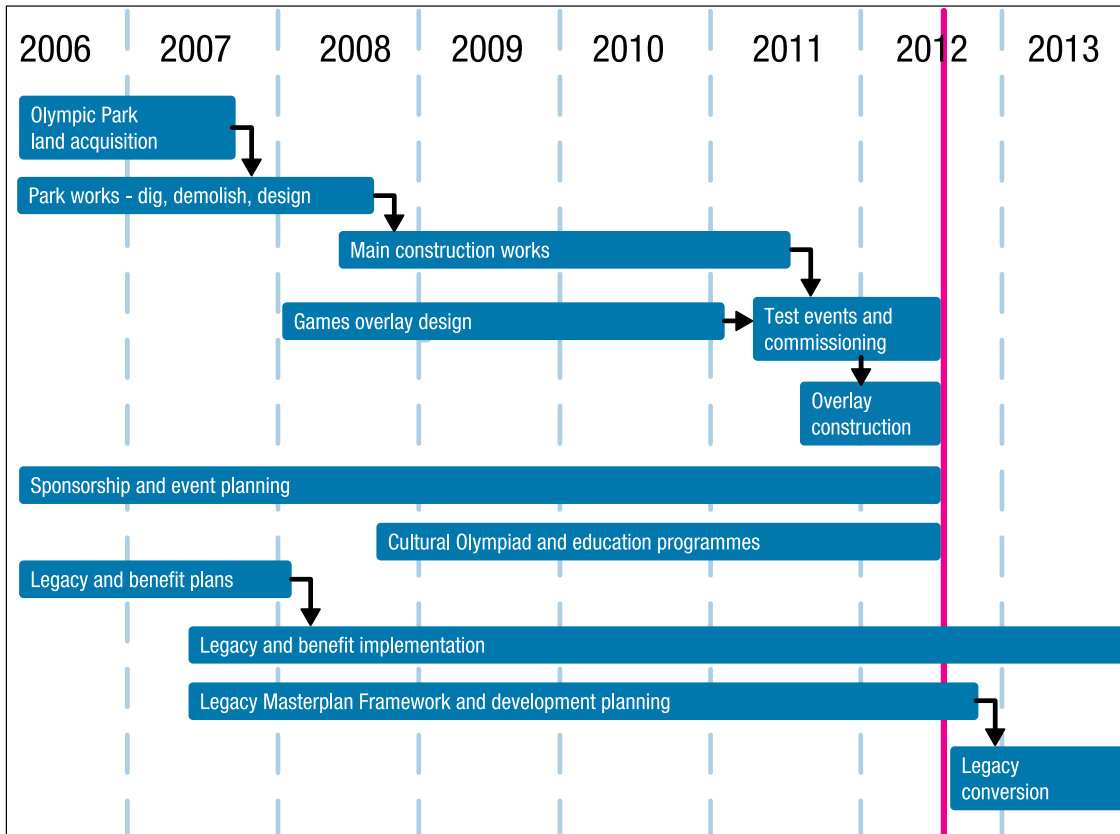 2006 2007 2008 2009 2010 2011 2012 2013
Olympic Park
land acquisition
Park works - dig, demolish, design
Main construction works
Games overlay design
Test events and
commissioning
Overlay
construction
Sponsorship and event planning
Cultural Olympiad and education programmes
Legacy and benefit plans
Legacy and benefit implementation
Legacy Masterplan Framework and development planning
Legacy
conversion